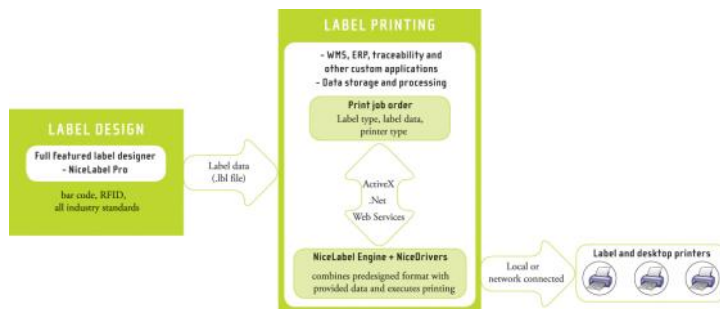 LABEL DESIGN
Full featured label designer
- NiceLabel Pro
bar code, RFID,
all industry standards
Label data
(.lbl file)
LABEL PRINTING
- WMS, ERP, traceability and
other custom applications
- Data storage and processing
Print job order
Label type, label data,
printer type
ActiveX
.Net
Web Services
NiceLabel Engine + NiceDrivers
combines predesigned format with
provided data and executes printing
Local or
network connected
Label and desktop printers